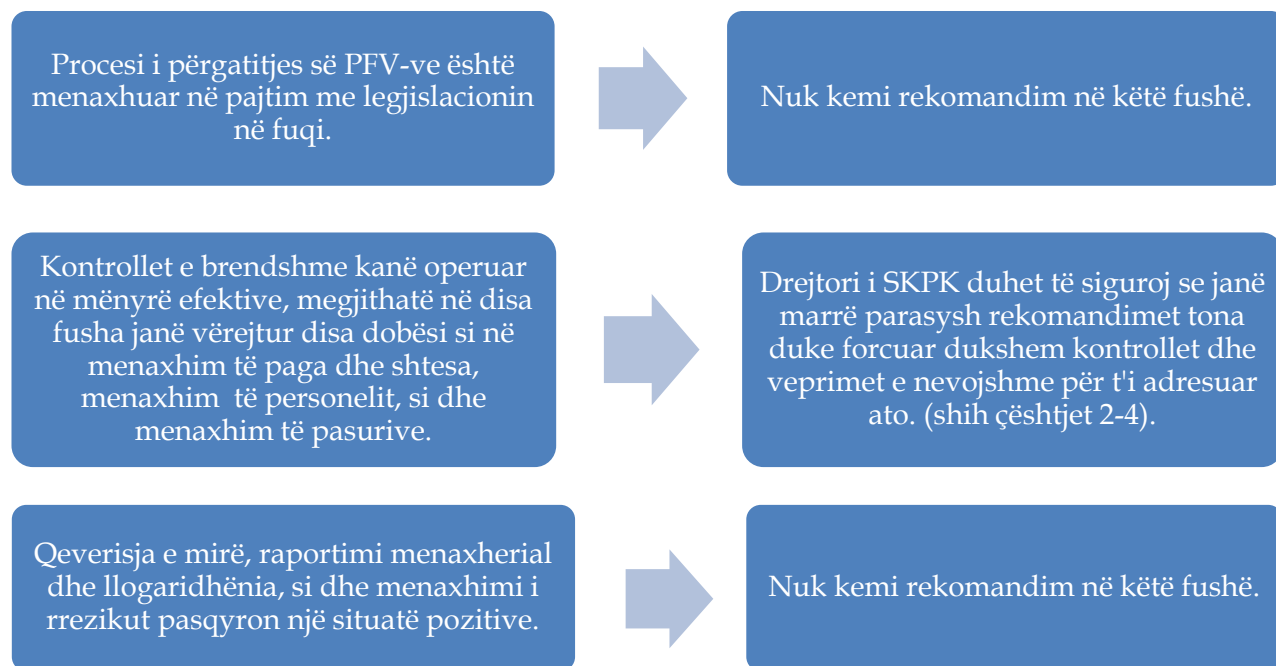 Procesi i përgatitjes së PFV-ve është
menaxhuar në pajtim me legjislacionin
në fuqi.
Nuk kemi rekomandim në këtë fushë.
Kontrollet e brendshme kanë operuar
në mënyrë efektive, megjithatë në disa
fusha janë vërejtur disa dobësi si në
menaxhim të paga dhe shtesa,
menaxhim të personelit, si dhe
menaxhim të pasurive.
Drejtori i SKPK duhet të siguroj se janë
marrë parasysh rekomandimet tona
duke forcuar dukshem kontrollet dhe
veprimet e nevojshme për t'i adresuar
ato. (shih çështjet 2-4).
Qeverisja e mirë, raportimi menaxherial
dhe llogaridhënia, si dhe menaxhimi i
rrezikut pasqyron një situatë pozitive.
Nuk kemi rekomandim në këtë fushë.